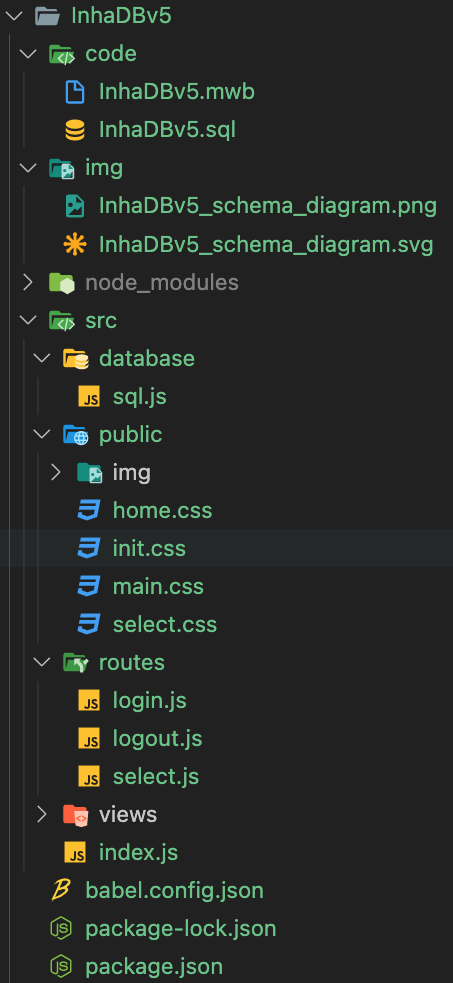 InhaDBv5
code
InhaDBv5.mwb
InhaDBv5.sql
img
InhaDBv5_schema_diagram.png
InhaDBv5_schema_diagram.svg
node_modules
src
database
JS sql.js
public
img
home.css
init.css
main.css
select.css
routes
JS login.js
JS logout.js
JS select.js
views
JS index.js
babel.config.json
package-lock.json
package.json